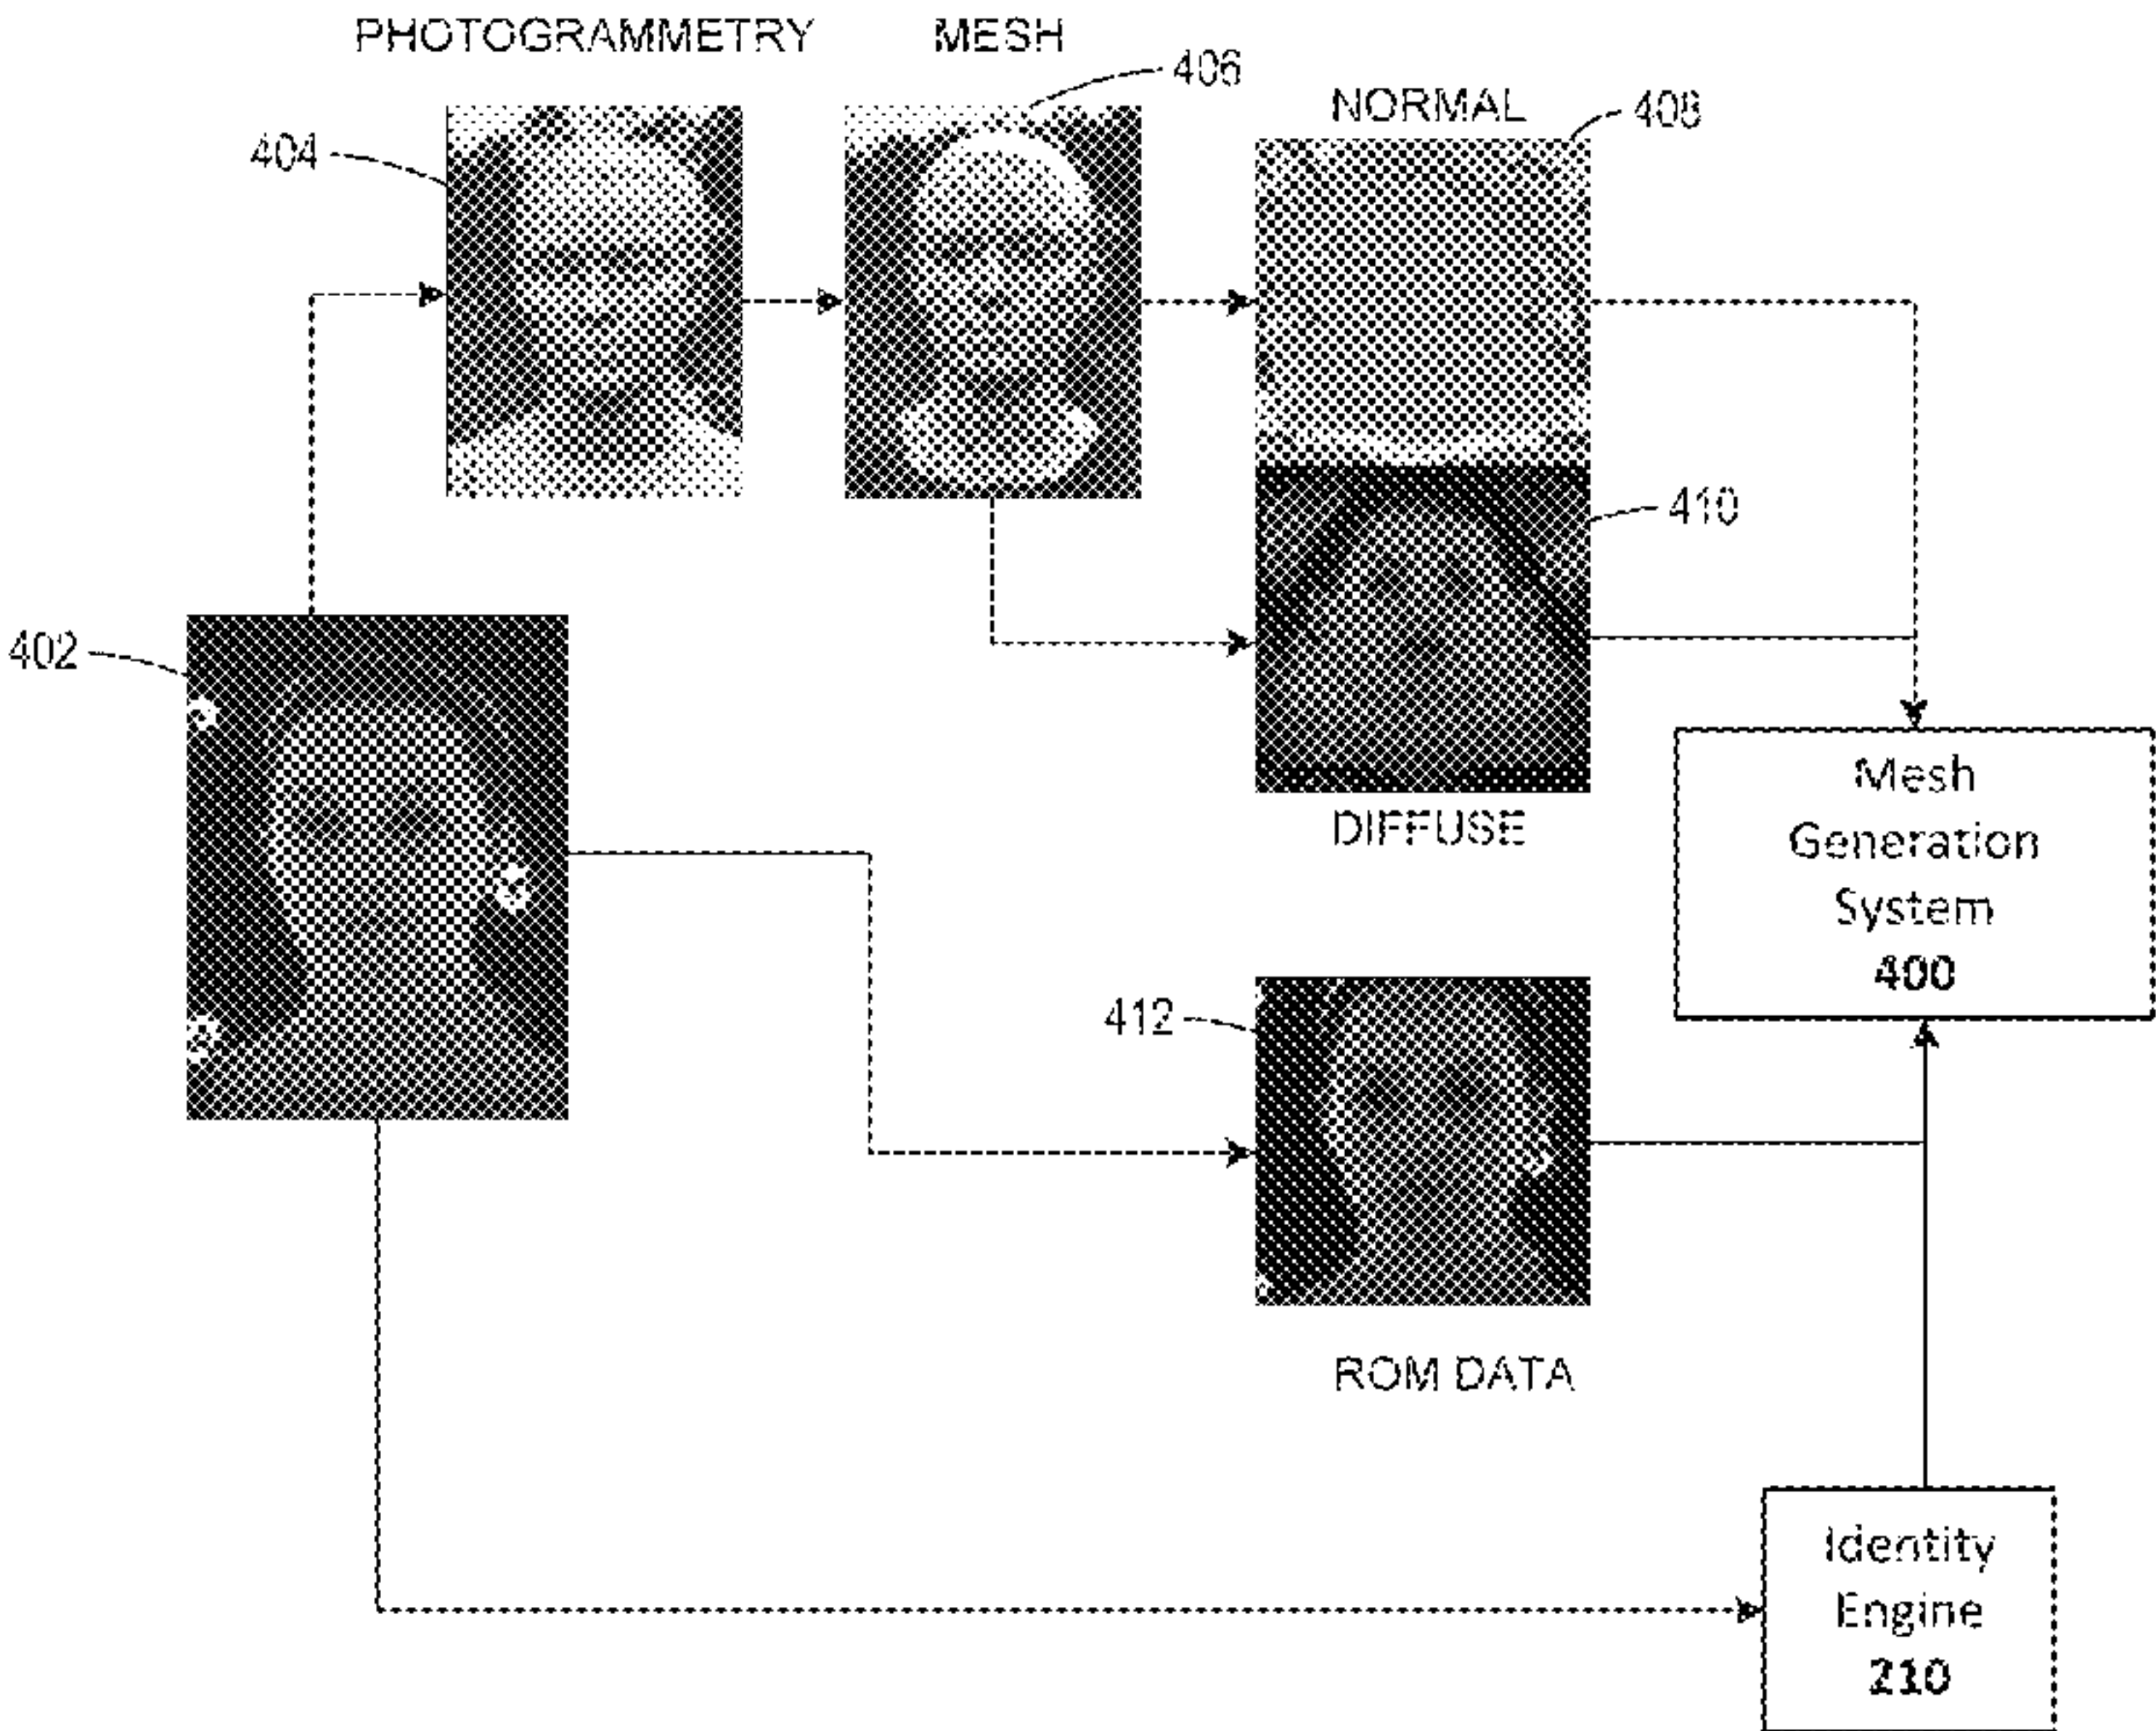 PHOTOGRAMMETRY
MESH
406
NORMAL
408
404
410
402
DIFFUSE
Mesh
Generation
System
400
412
ROM DATA
Identity
Engine
210